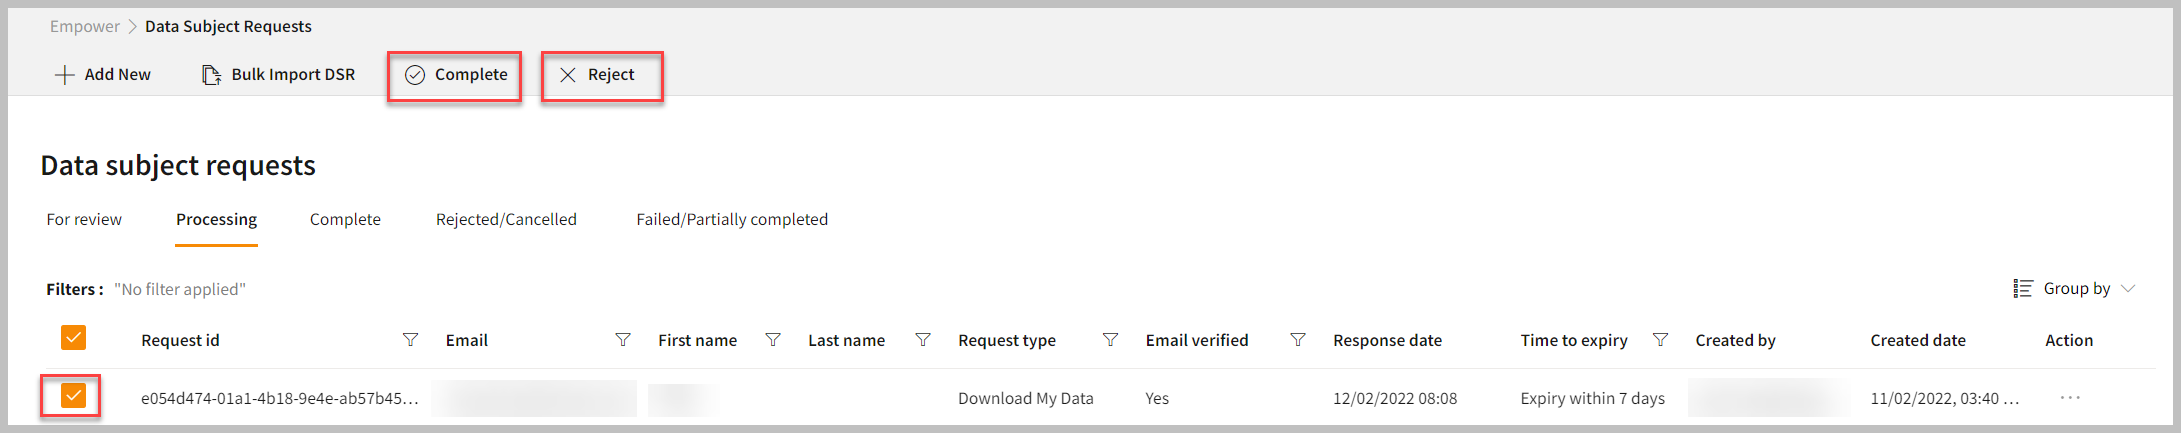 Empower > Data Subject Requests
Add New Bulk Import DSR Complete Reject
Data subject requests
For review Processing Complete Rejected/Cancelled Failed/Partially completed
Filters : "No filter applied" Group by
Request id Email First name Last name Request type Email verified Response date Time to expiry Created by Created date Action
e054d474-01a1-4b18-9e4e-ab57b45... Download My Data Yes 12/02/2022 08:08 Expiry within 7 days 11/02/2022, 03:40 ... ...